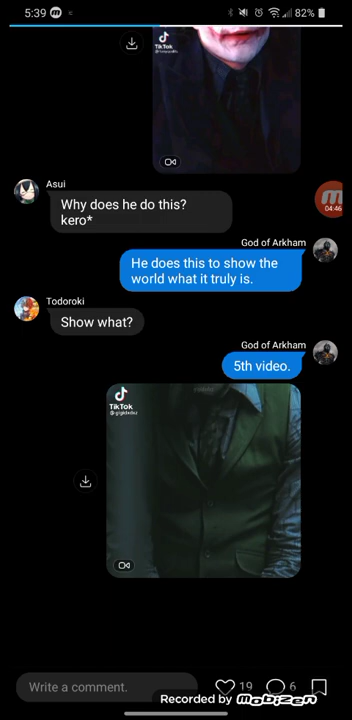 5:39
82%
TikTok
04:46
Asui
Why does he do this?
kero*
God of Arkham
He does this to show the
world what it truly is.
Todoroki
Show what?
God of Arkham
5th video.
TikTok
Write a comment.
19
6
Recorded by mobizen